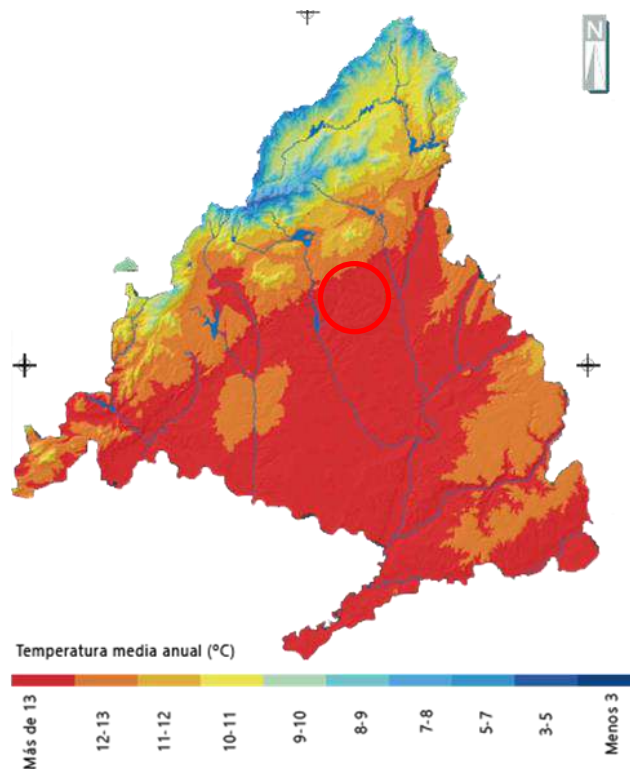 N
Temperatura media anual (ºC)
Más de 13
12-13
11-12
10-11
9-10
8-9
7-8
5-7
3-5
Menos 3